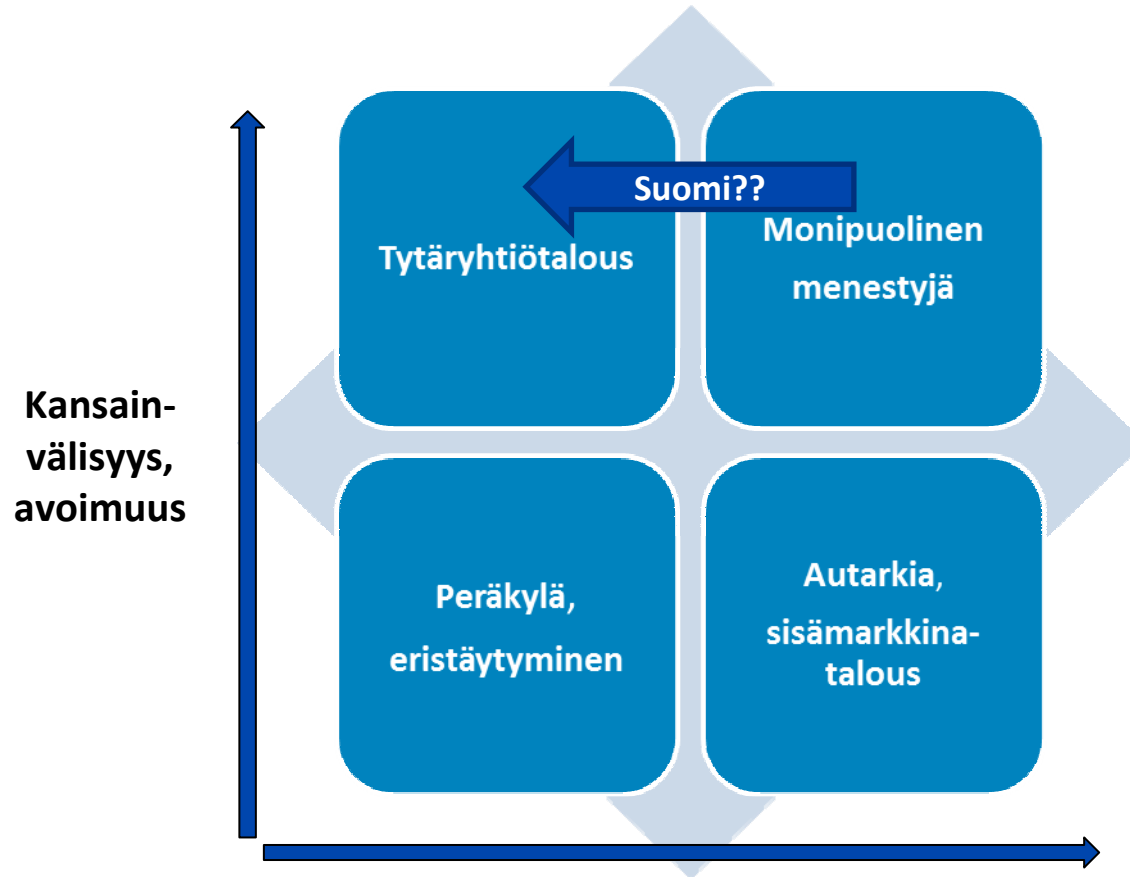 Suomi??
Tytäryhtiötalous
Monipuolinen
menestyjä
Kansain-
välisyys,
avoimuus
Peräkylä,
eristäytyminen
Autarkia,
sisämarkkina-
talous